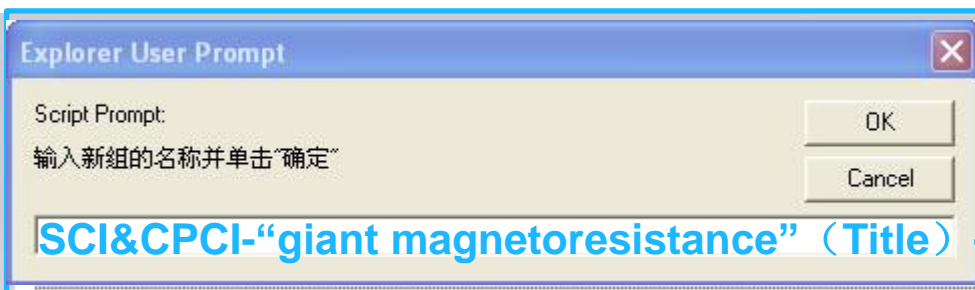 Explorer User Prompt
Script Prompt:
OK
输入新组的名称并单击"确定"
Cancel
SCI&CPCI-“giant magnetoresistance”（Title）